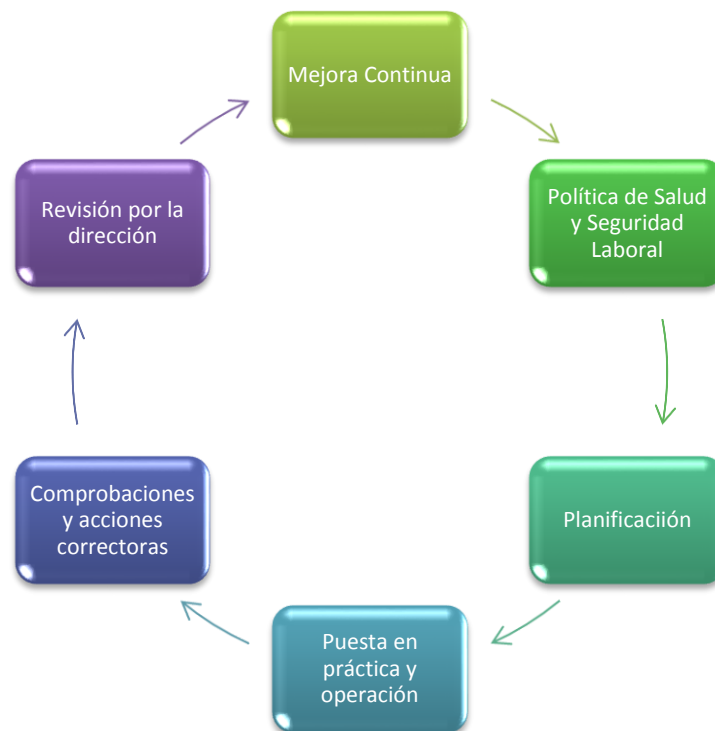 Mejora Continua
Política de Salud
y Seguridad
Laboral
Planificaciión
Puesta en
práctica y
operación
Comprobaciones
y acciones
correctoras
Revisión por la
dirección